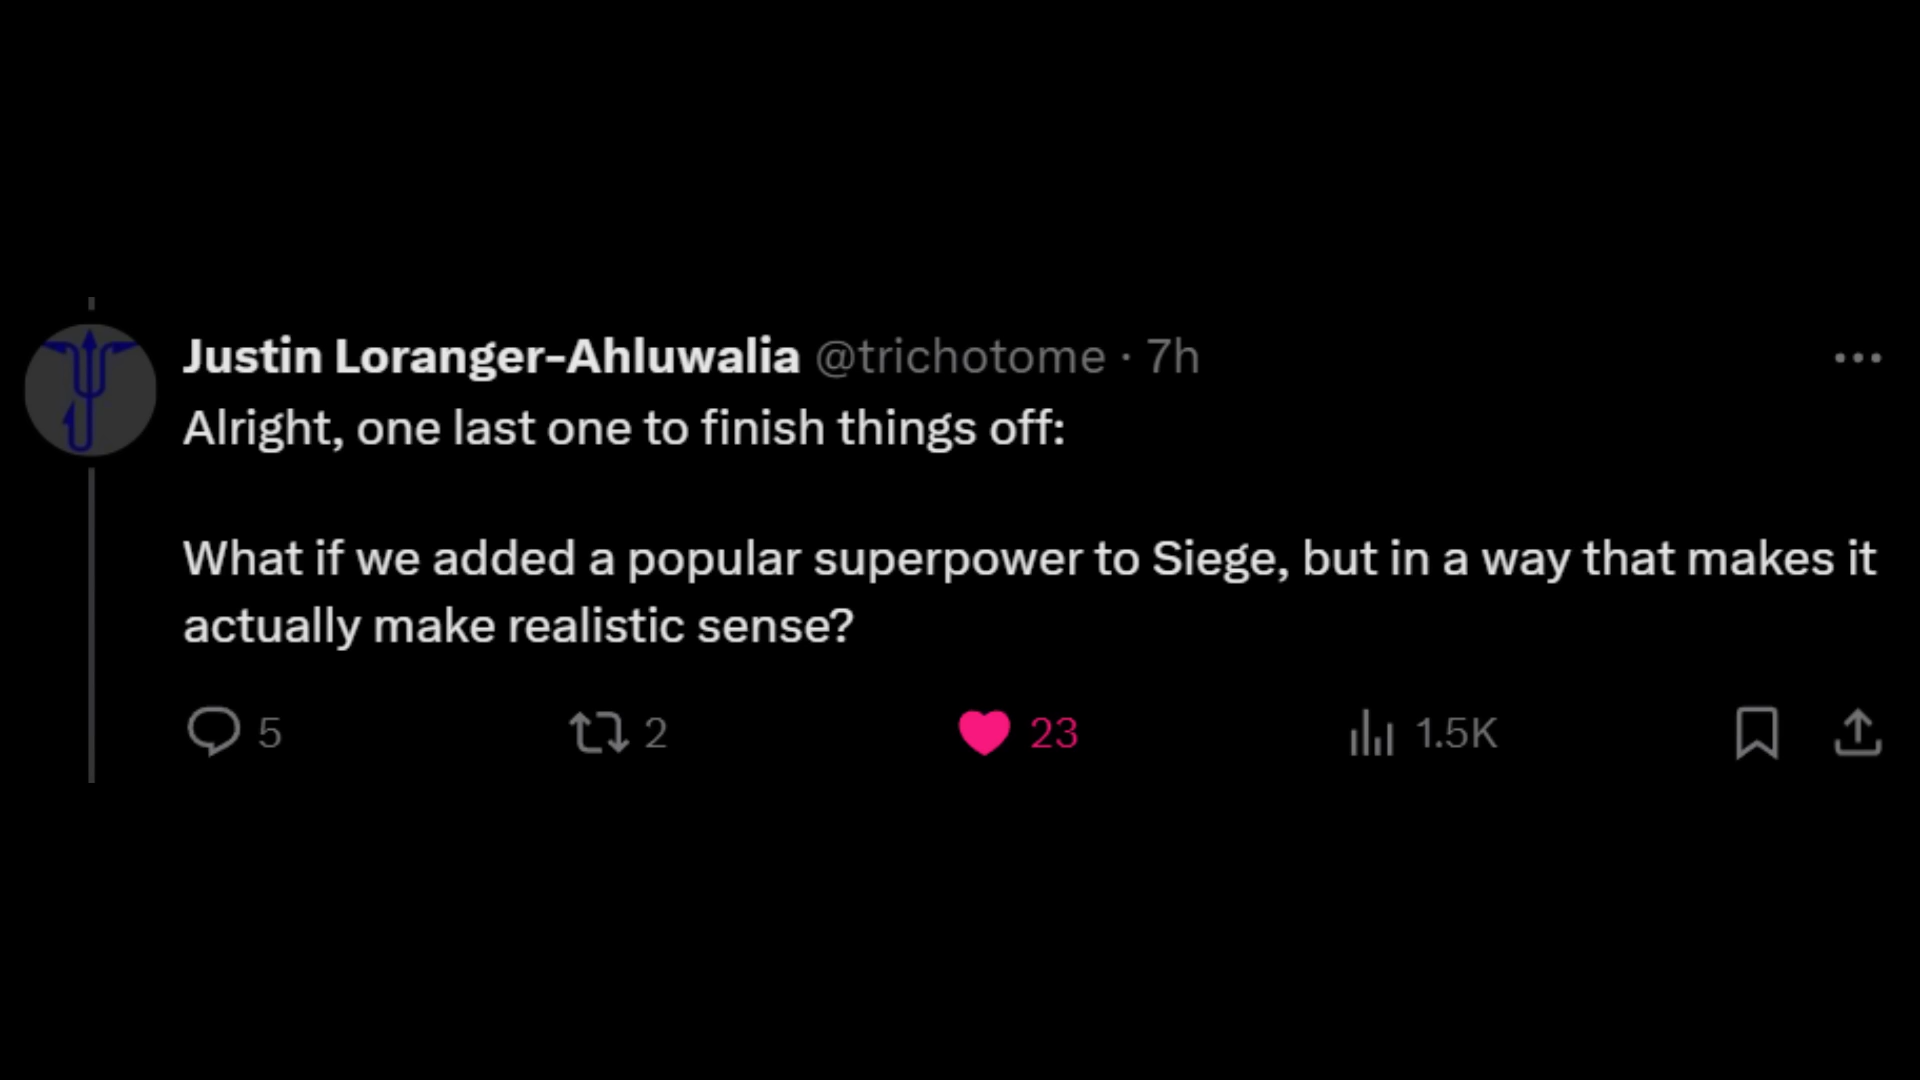 Justin Loranger-Ahluwalia @trichotome · 7h
Alright, one last one to finish things off:
What if we added a popular superpower to Siege, but in a way that makes it
actually make realistic sense?
5 2 23 1.5K